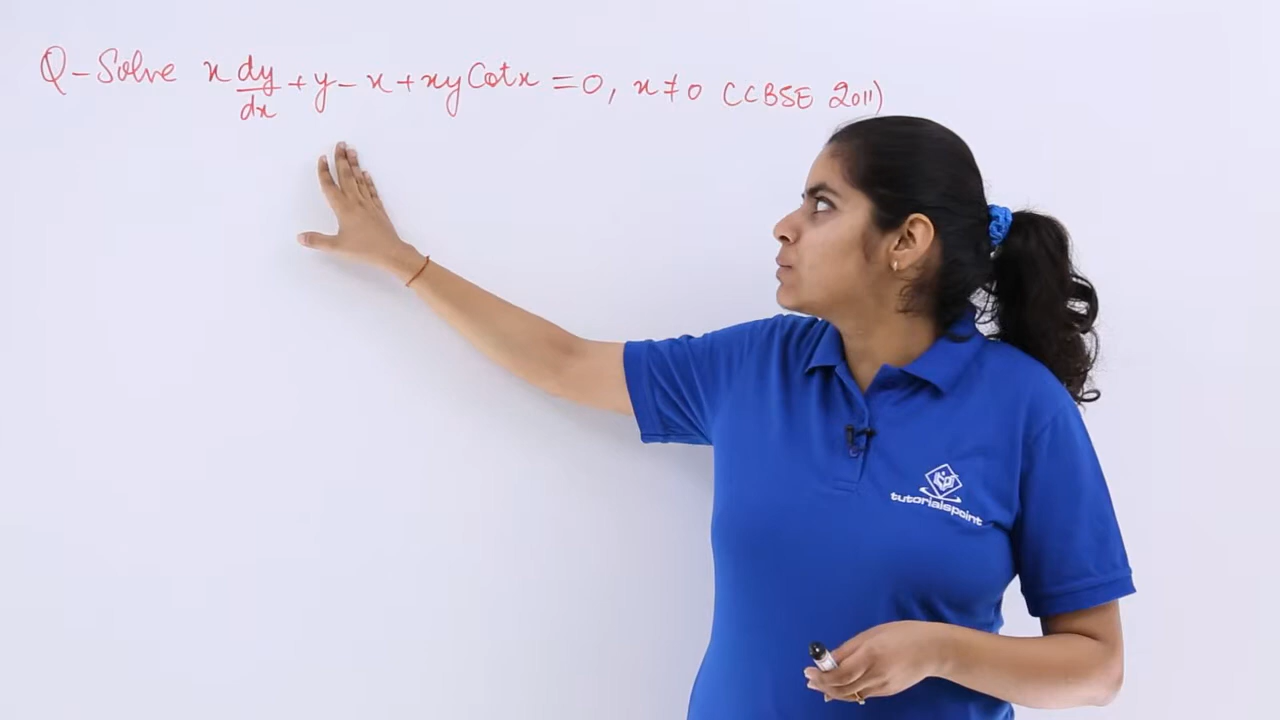 Q-Solve x dy/dx + y - x + xy Cot x = 0, x ≠ 0 (CBSE 2011)
tutorialspoint